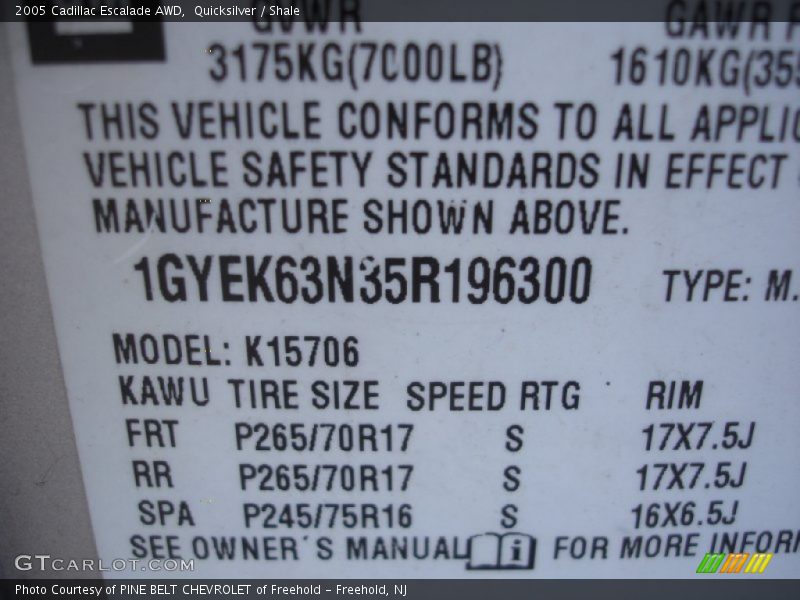 2005 Cadillac Escalade AWD, Quicksilver / Shale
GVWR GAWR
3175KG(7000LB) 1610KG(355
THIS VEHICLE CONFORMS TO ALL APPLIC
VEHICLE SAFETY STANDARDS IN EFFECT
MANUFACTURE SHOWN ABOVE.
1GYEK63N35R196300 TYPE: M.
MODEL: K15706
KAWU TIRE SIZE SPEED RTG RIM
FRT P265/70R17 S 17X7.5J
RR P265/70R17 S 17X7.5J
SPA P245/75R16 S 16X6.5J
SEE OWNER'S MANUAL i FOR MORE INFORM
GTCARLOT.COM
Photo Courtesy of PINE BELT CHEVROLET of Freehold – Freehold, NJ